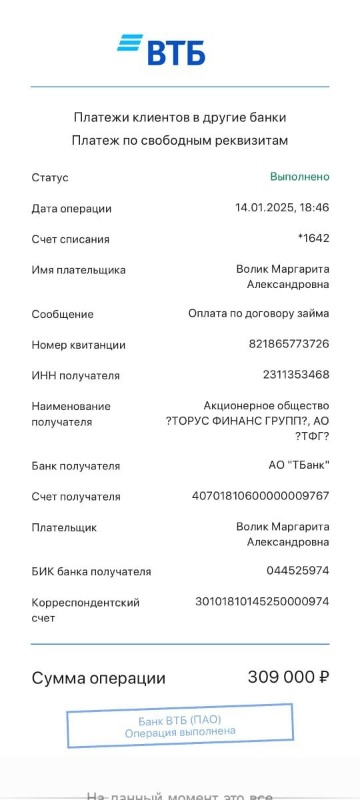 ВТБ
Платежи клиентов в другие банки
Платеж по свободным реквизитам
Статус Выполнено
Дата операции 14.01.2025, 18:46
Счет списания *1642
Имя плательщика Волик Маргарита
Александровна
Сообщение Оплата по договору займа
Номер квитанции 821865773726
ИНН получателя 2311353468
Наименование Акционерное общество
получателя ?ТОРУС ФИНАНС ГРУПП?, АО
?ТФГ?
Банк получателя АО "ТБанк"
Счет получателя 40701810600000009767
Плательщик Волик Маргарита
Александровна
БИК банка получателя 044525974
Корреспондентский 30101810145250000974
счет
Сумма операции 309 000 ₽
Банк ВТБ (ПАО)
Операция выполнена
На данный момент это все